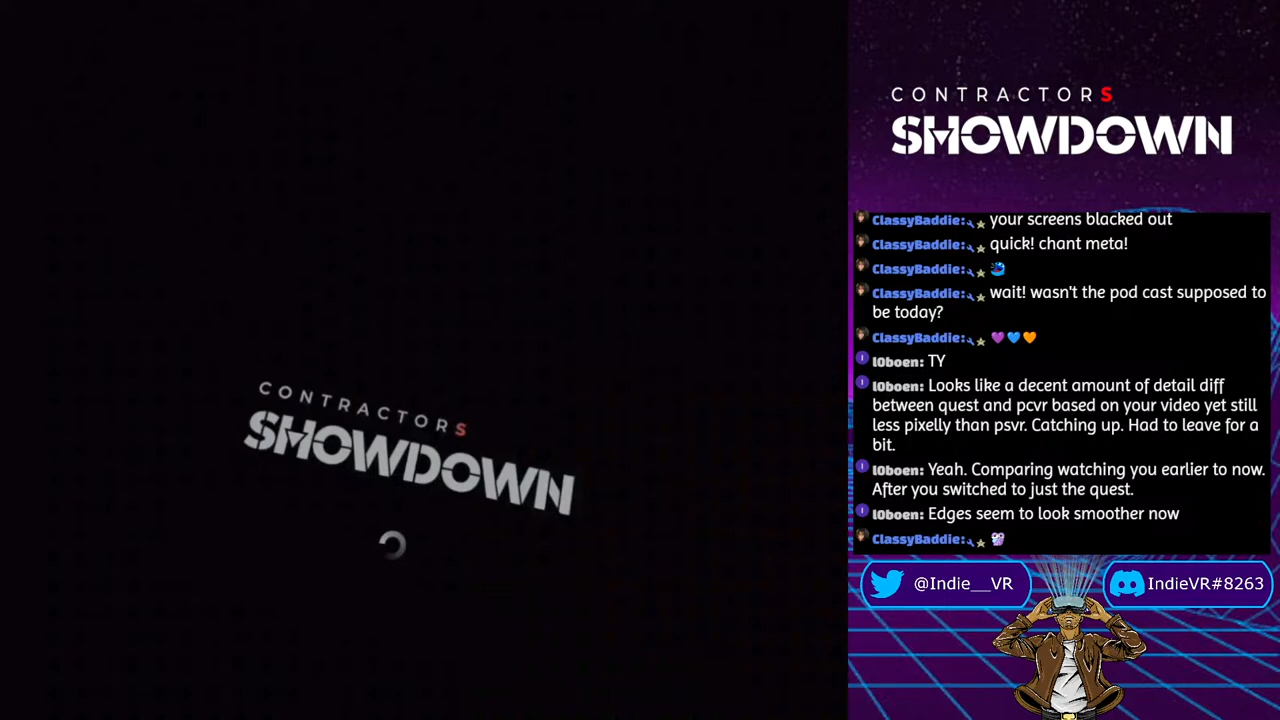 CONTRACTORS
SHOWDOWN
CONTRACTORS
SHOWDOWN
ClassyBaddie: your screens blacked out
ClassyBaddie: quick! chant meta!
ClassyBaddie:
ClassyBaddie: wait! wasn't the pod cast supposed to
be today?
ClassyBaddie: 💜💙🧡
l0boen: TY
l0boen: Looks like a decent amount of detail diff
between quest and pcvr based on your video yet still
less pixelly than psvr. Catching up. Had to leave for a
bit.
l0boen: Yeah. Comparing watching you earlier to now.
After you switched to just the quest.
l0boen: Edges seem to look smoother now
ClassyBaddie:
@Indie__VR
IndieVR#8263